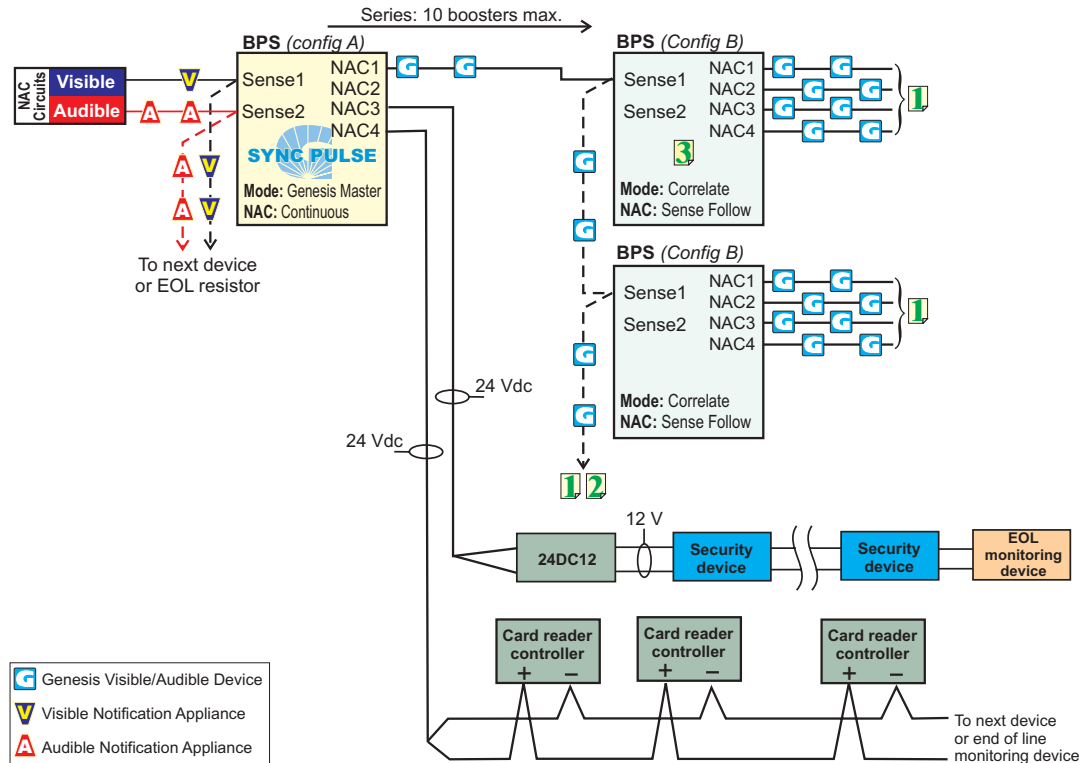 Series: 10 boosters max.
BPS (config A)
NAC Circuits
Visible
Audible
V
A A
Sense1
Sense2
NAC1
NAC2
NAC3
NAC4
SYNC PULSE
Mode: Genesis Master
NAC: Continuous
G G
A V
A V
To next device
or EOL resistor
BPS (Config B)
Sense1
Sense2
NAC1
NAC2
NAC3
NAC4
3
Mode: Correlate
NAC: Sense Follow
G G
G G
G G
G G
1
G
G
BPS (Config B)
Sense1
Sense2
NAC1
NAC2
NAC3
NAC4
Mode: Correlate
NAC: Sense Follow
G G
G G
G G
G G
1
G
G
1 2
24 Vdc
24 Vdc
12 V
24DC12
Security
device
Security
device
EOL
monitoring
device
Card reader
controller
+ –
Card reader
controller
+ –
Card reader
controller
+ –
To next device
or end of line
monitoring device
G Genesis Visible/Audible Device
V Visible Notification Appliance
A Audible Notification Appliance